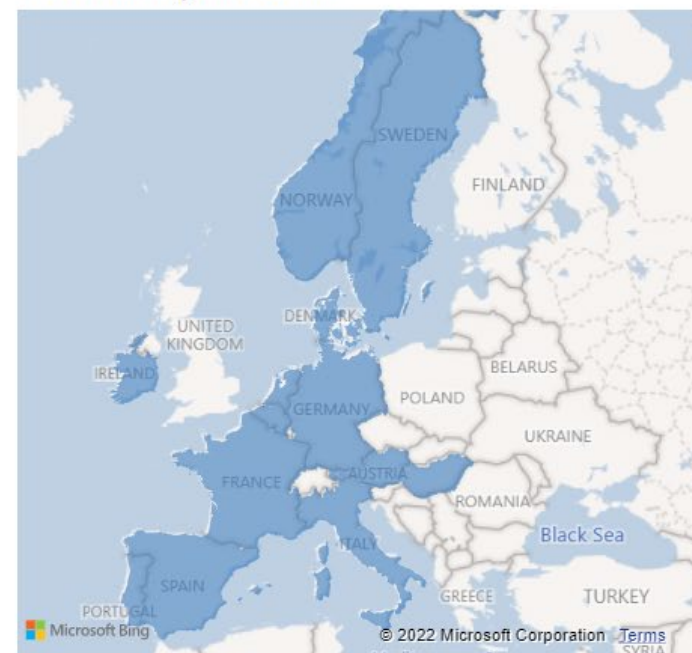 SWEDEN
FINLAND
NORWAY
DENMARK
UNITED
KINGDOM
IRELAND
BELARUS
POLAND
GERMANY
UKRAINE
AUSTRIA
FRANCE
ROMANIA
Black Sea
ITALY
SPAIN
GREECE
TURKEY
PORTUGAL
Microsoft Bing
© 2022 Microsoft Corporation Terms
SYRIA